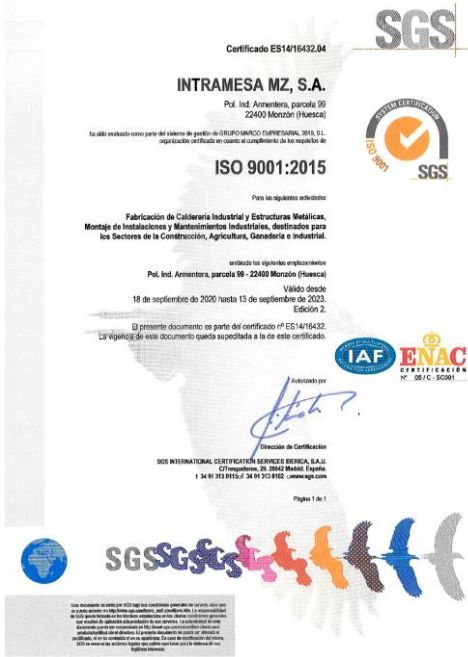 SGS
Certificado ES14/16432.04
INTRAMESA MZ, S.A.
Pol. Ind. Armentera, parcela 99
22400 Monzón (Huesca)
ha sido evaluado como parte del sistema de gestión de GRUPO MARCO EMPRESARIAL 2010, S.L.
organización certificada en cuanto al cumplimiento de los requisitos de
ISO 9001:2015
SYSTEM CERTIFICATION
ISO 9001
SGS
Para las siguientes actividades
Fabricación de Calderería Industrial y Estructuras Metálicas,
Montaje de Instalaciones y Mantenimientos Industriales, destinados para
los Sectores de la Construcción, Agricultura, Ganadería e Industrial.
en/desde los siguientes emplazamientos
Pol. Ind. Armentera, parcela 99 - 22400 Monzón (Huesca)
Válido desde
18 de septiembre de 2020 hasta 13 de septiembre de 2023.
Edición 2.
El presente documento es parte del certificado nº ES14/16432.
La vigencia de este documento queda supeditada a la de este certificado.
IAF
ENAC
CERTIFICACIÓN
Nº 05 / C - SC001
Autorizado por
Dirección de Certificación
SGS INTERNATIONAL CERTIFICATION SERVICES IBERICA, S.A.U.
C/Trespaderne, 29. 28042 Madrid. España.
t 34 91 313 8115 f 34 91 313 8102 www.sgs.com
Página 1 de 1
SGSSGSSGS